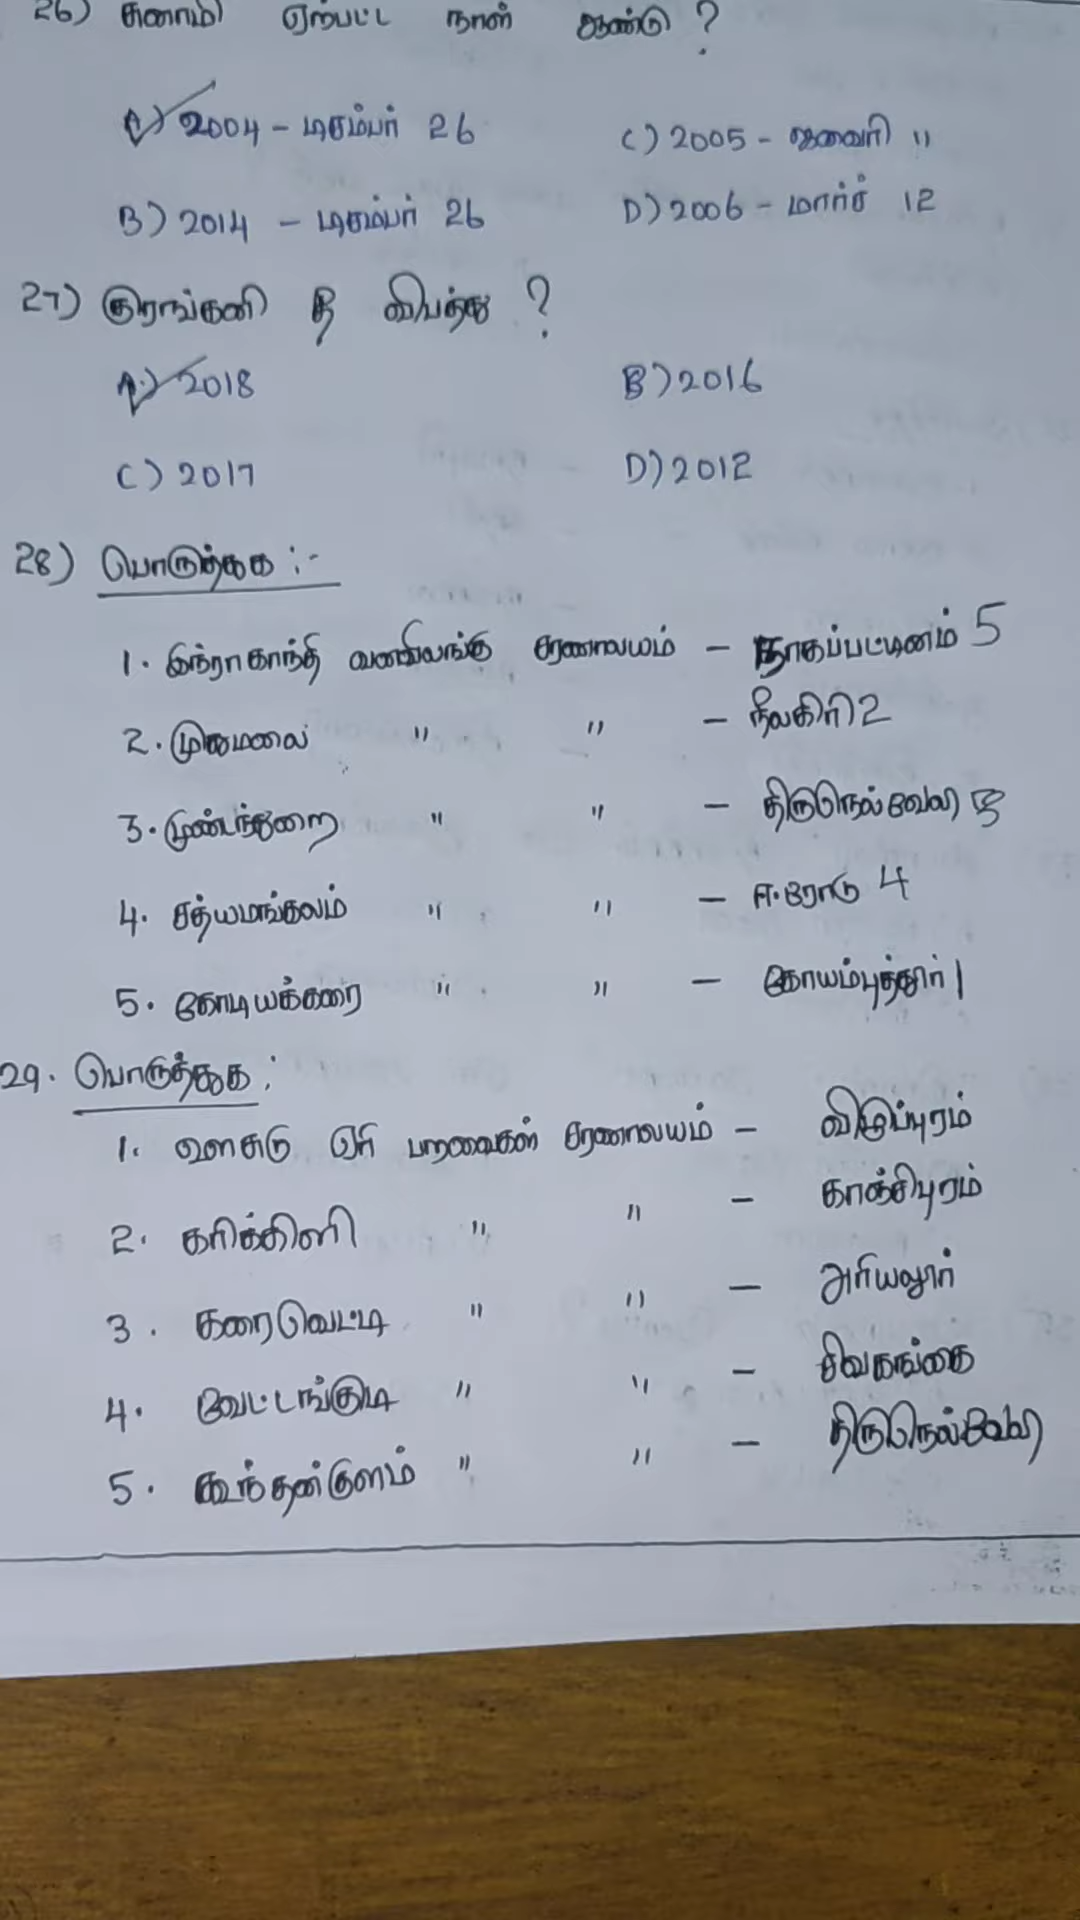 26) சுனாமி ஏற்பட்ட நாள் ஆண்டு ?
A) 2004 - டிசம்பர் 26
C) 2005 - ஜனவரி 11
B) 2014 - டிசம்பர் 26
D) 2006 - மார்ச் 12
27) குரங்கனி தீ விபத்து ?
A) 2018
B) 2016
C) 2017
D) 2012
28) பொருத்துக :-
1. இந்ராகாந்தி வனவிலங்கு சரணாலயம் - நாகப்பட்டினம் 5
2. முதுமலை " " - நீலகிரி 2
3. முண்டந்துறை " " - திருநெல்வேலி 3
4. சத்யமங்கலம் " " - ஈ.ரோடு 4
5. கோடியக்கரை " " - கோயம்புத்தூர் 1
29. பொருத்துக :
1. ஊசுடு ஏரி பறவைகள் சரணாலயம் - விழுப்புரம்
2. கரிக்கிளி " " - காஞ்சிபுரம்
3. கரைவெட்டி " " - அரியலூர்
4. வேட்டங்குடி " " - சிவகங்கை
5. கூந்தன்குளம் " " - திருநெல்வேலி